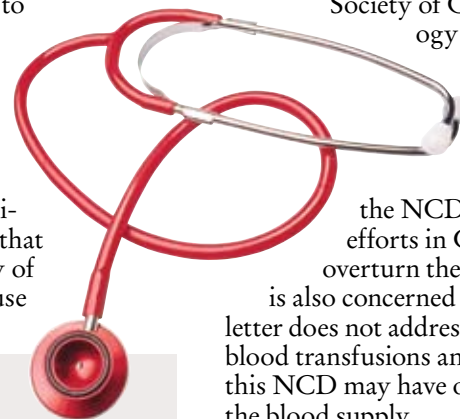 to
i-
that
y of
use
Society of C
ogy
the NCD
efforts in C
overturn the
is also concerned
letter does not address
blood transfusions an
this NCD may have o
the blood supply